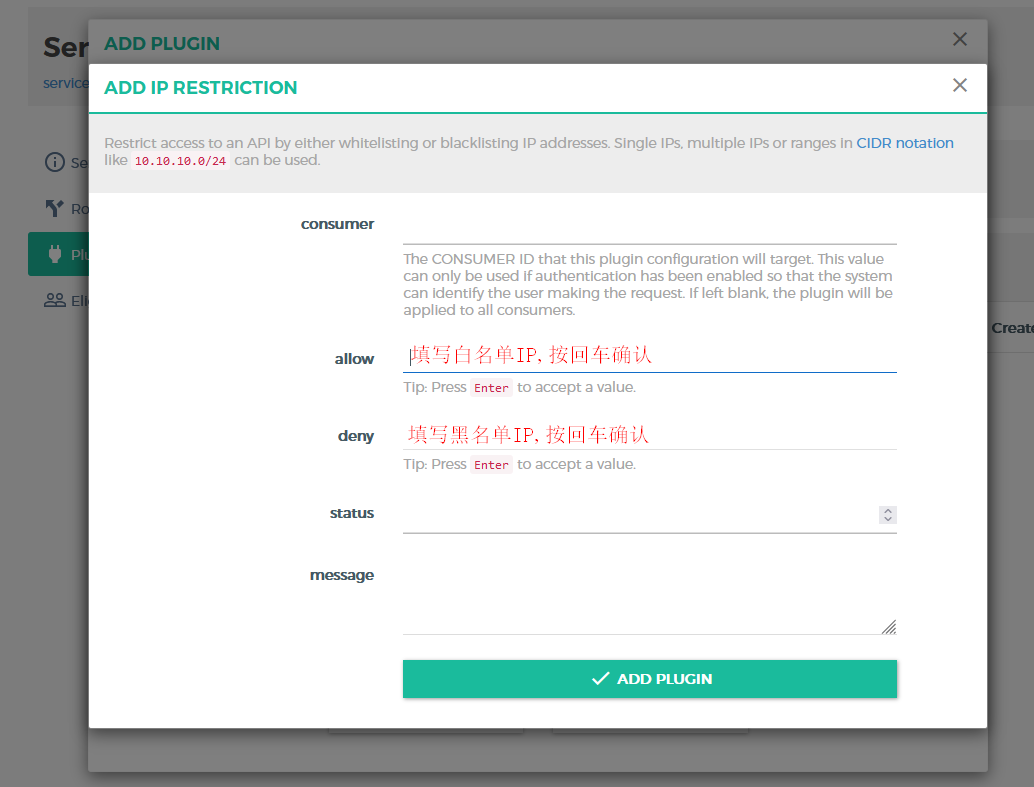 Ser
ADD PLUGIN
service
ADD IP RESTRICTION
Restrict access to an API by either whitelisting or blacklisting IP addresses. Single IPs, multiple IPs or ranges in CIDR notation
like 10.10.10.0/24 can be used.
Se
Ro
Plu
Eli
Create
consumer
The CONSUMER ID that this plugin configuration will target. This value
can only be used if authentication has been enabled so that the system
can identify the user making the request. If left blank, the plugin will be
applied to all consumers.
allow
填写白名单IP, 按回车确认
Tip: Press Enter to accept a value.
deny
填写黑名单IP, 按回车确认
Tip: Press Enter to accept a value.
status
message
ADD PLUGIN